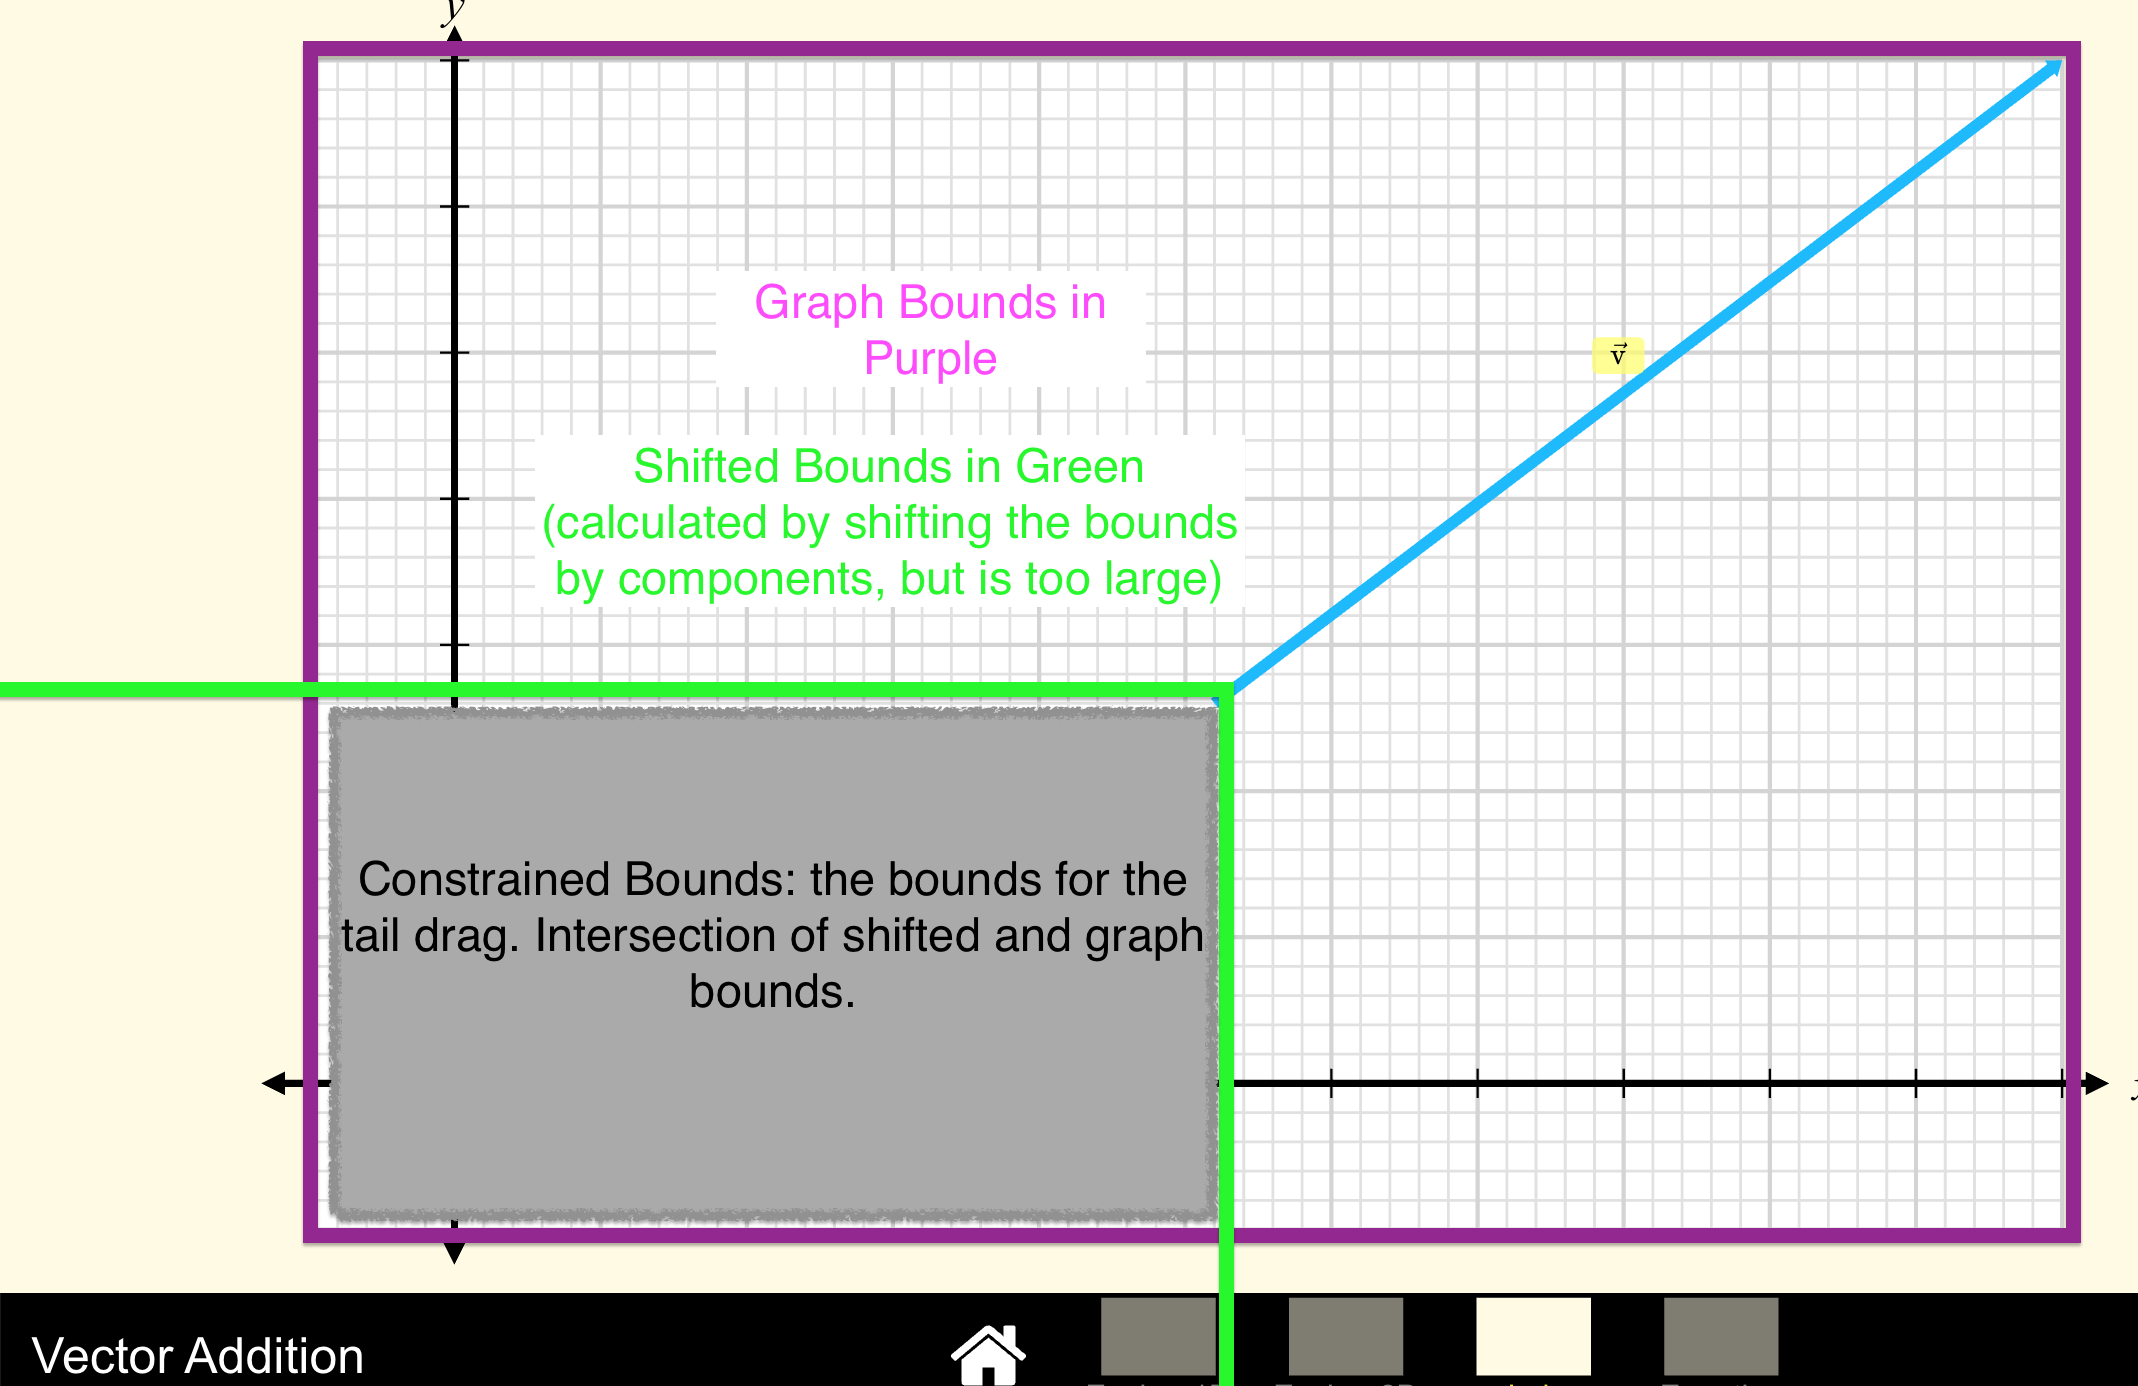 y
Graph Bounds in
Purple
v⃗
Shifted Bounds in Green
(calculated by shifting the bounds
by components, but is too large)
Constrained Bounds: the bounds for the
tail drag. Intersection of shifted and graph
bounds.
Vector Addition